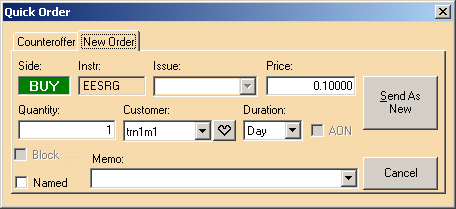 Quick Order
Counteroffer New Order
Side: Instr: Issue: Price:
BUY EESRG 0.10000
Send As
New
Quantity: Customer: Duration:
1 trn1m1 Day AON
Block
Memo:
Named
Cancel